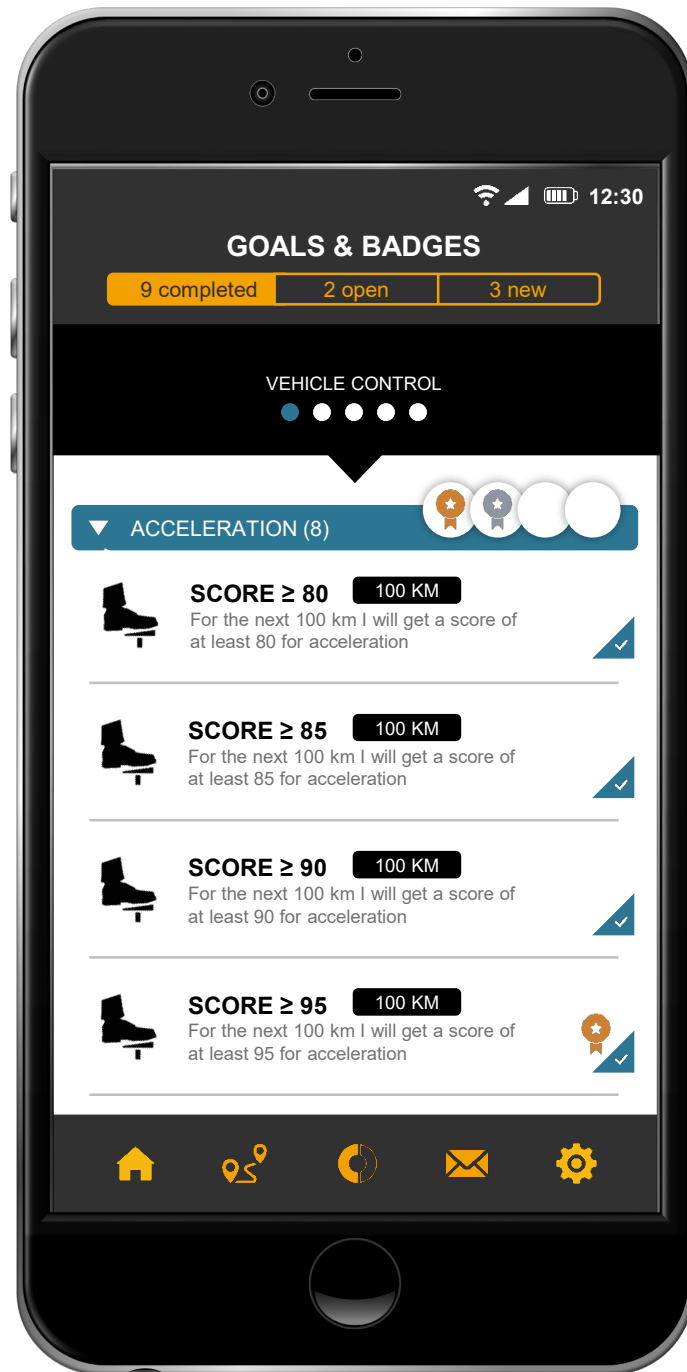 12:30
GOALS & BADGES
9 completed 2 open 3 new
VEHICLE CONTROL
ACCELERATION (8)
SCORE ≥ 80 100 KM
For the next 100 km I will get a score of
at least 80 for acceleration
SCORE ≥ 85 100 KM
For the next 100 km I will get a score of
at least 85 for acceleration
SCORE ≥ 90 100 KM
For the next 100 km I will get a score of
at least 90 for acceleration
SCORE ≥ 95 100 KM
For the next 100 km I will get a score of
at least 95 for acceleration